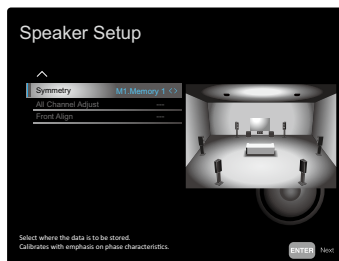 Speaker Setup
Symmetry M1.Memory 1
All Channel Adjust ---
Front Align ---
Select where the data is to be stored.
Calibrates with emphasis on phase characteristics.
ENTER Next